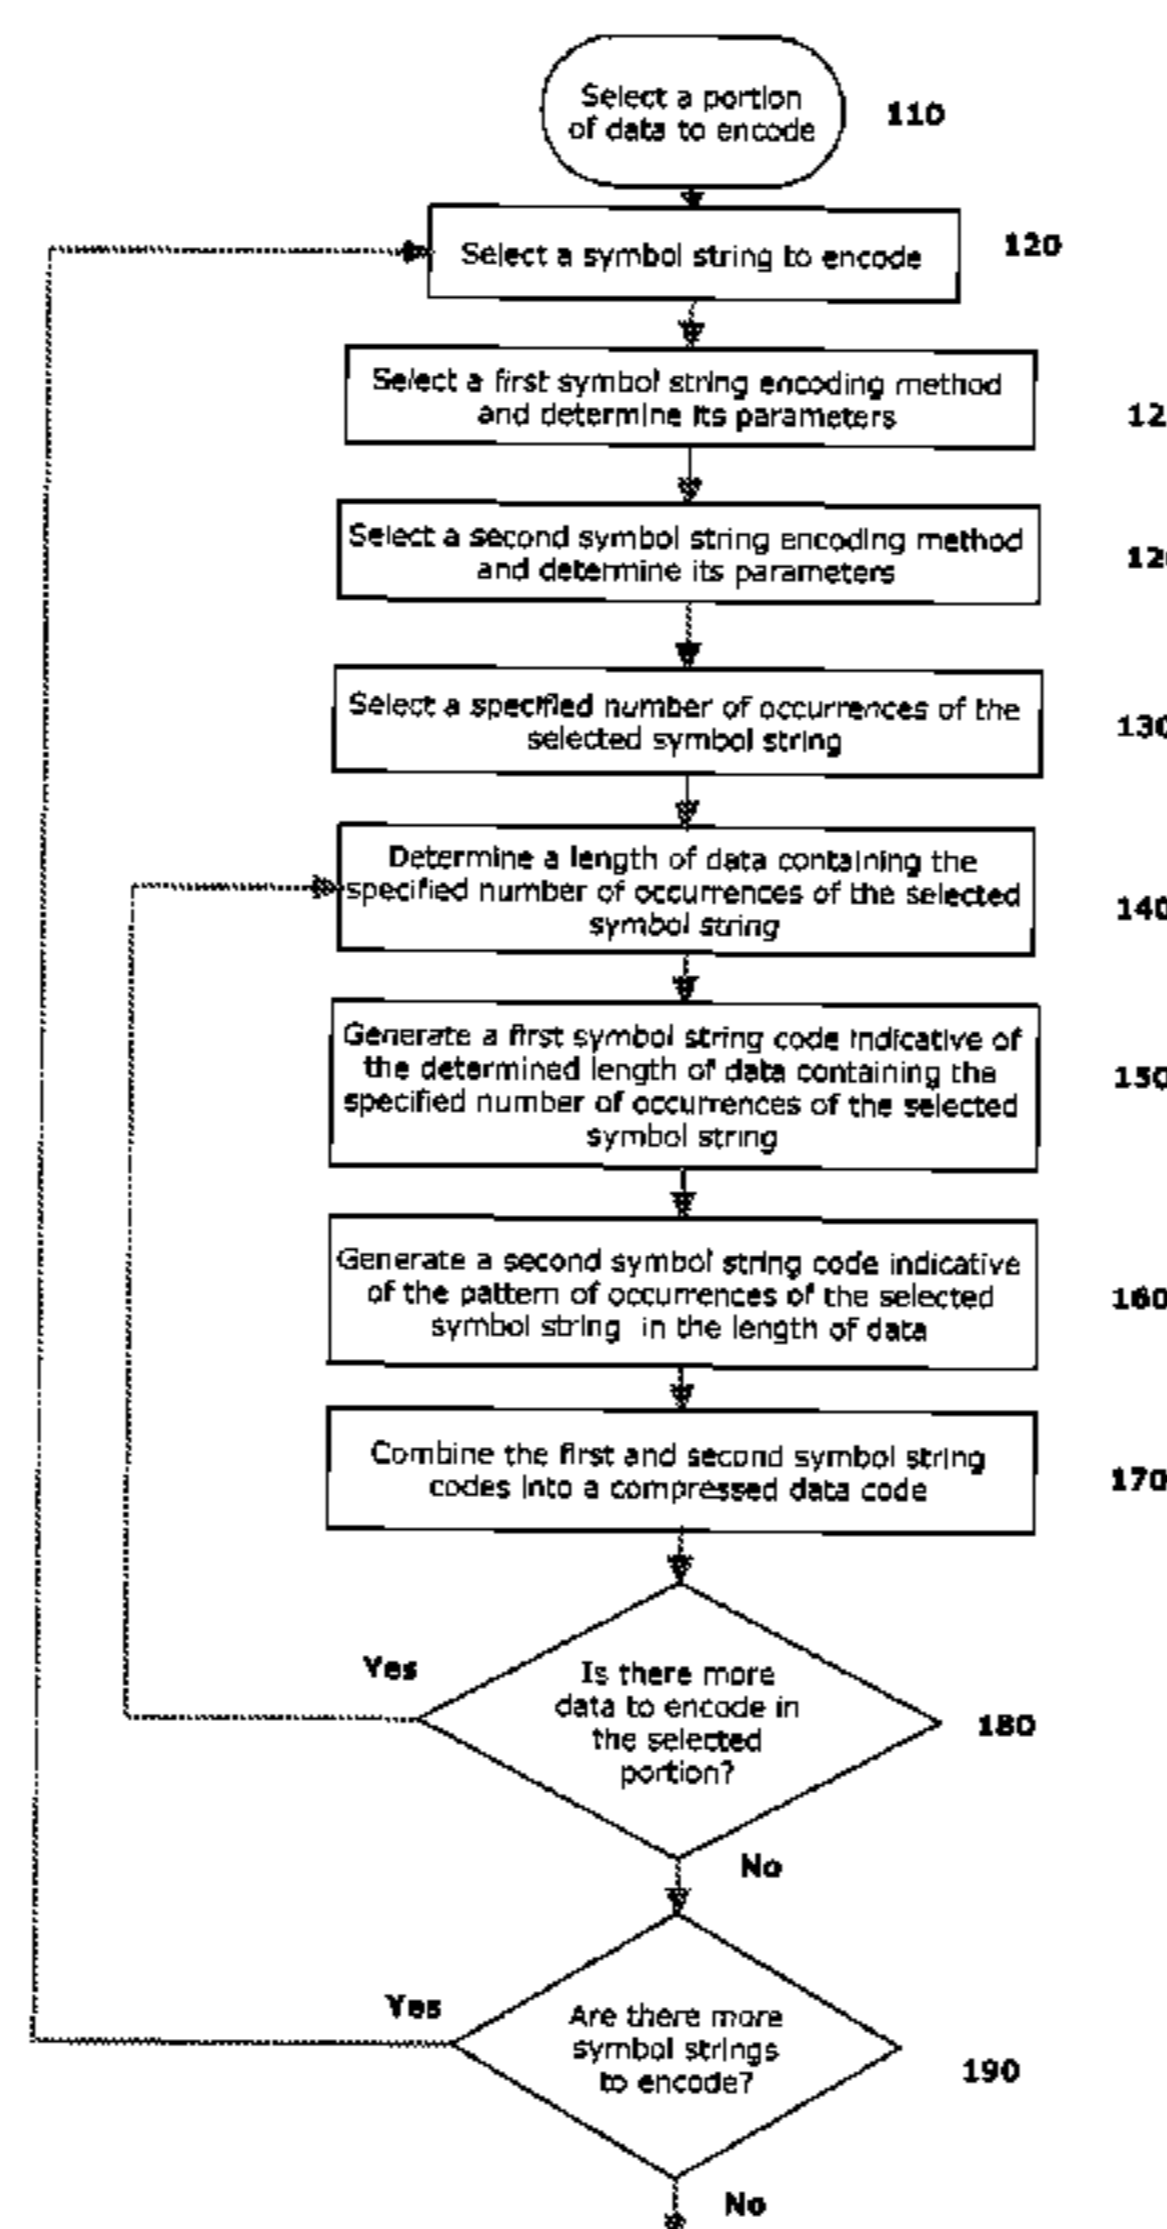 Select a portion
of data to encode
110
Select a symbol string to encode
120
Select a first symbol string encoding method
and determine its parameters
Select a second symbol string encoding method
and determine its parameters
Select a specified number of occurrences of the
selected symbol string
130
Determine a length of data containing the
specified number of occurrences of the selected
symbol string
140
Generate a first symbol string code indicative of
the determined length of data containing the
specified number of occurrences of the selected
symbol string
150
Generate a second symbol string code indicative
of the pattern of occurrences of the selected
symbol string in the length of data
160
Combine the first and second symbol string
codes into a compressed data code
170
Yes
Is there more
data to encode in
the selected
portion?
180
No
Yes
Are there more
symbol strings
to encode?
190
No